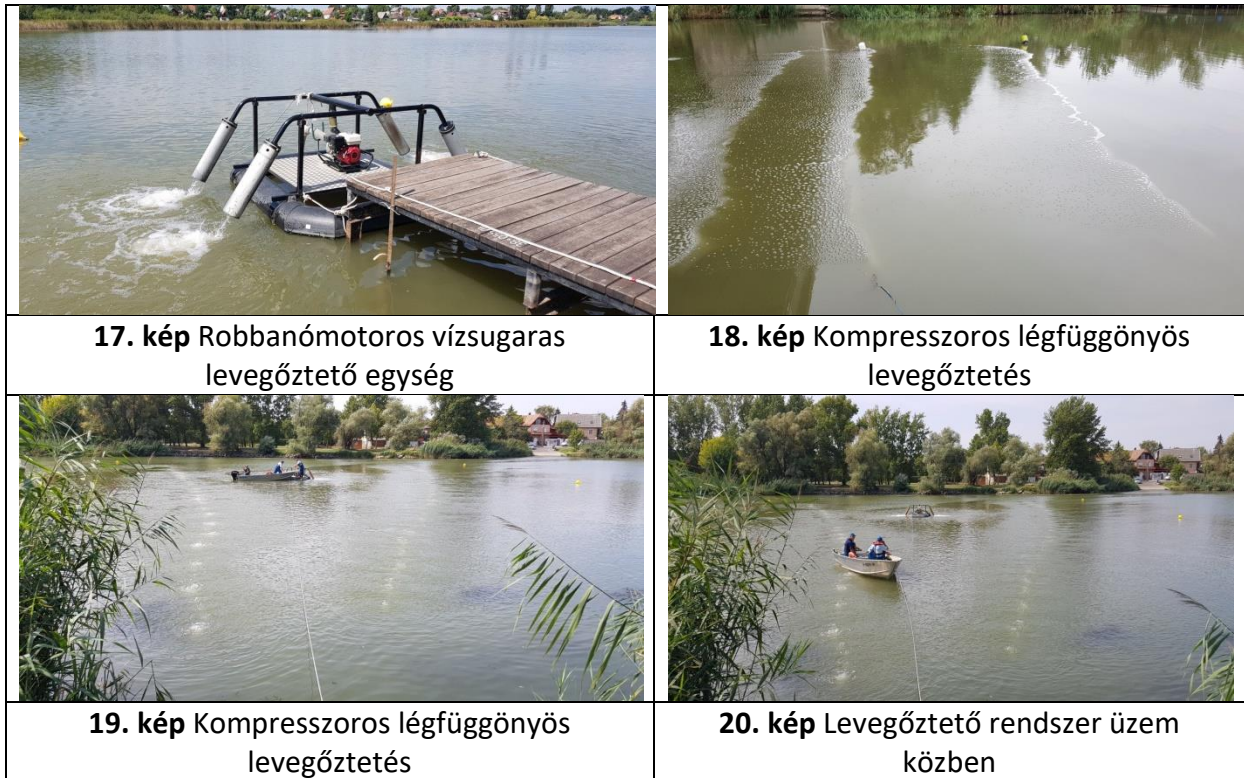 17. kép Robbanómotoros vízsugaras
levegőztető egység
18. kép Kompresszoros légfüggönyös
levegőztetés
19. kép Kompresszoros légfüggönyös
levegőztetés
20. kép Levegőztető rendszer üzem
közben